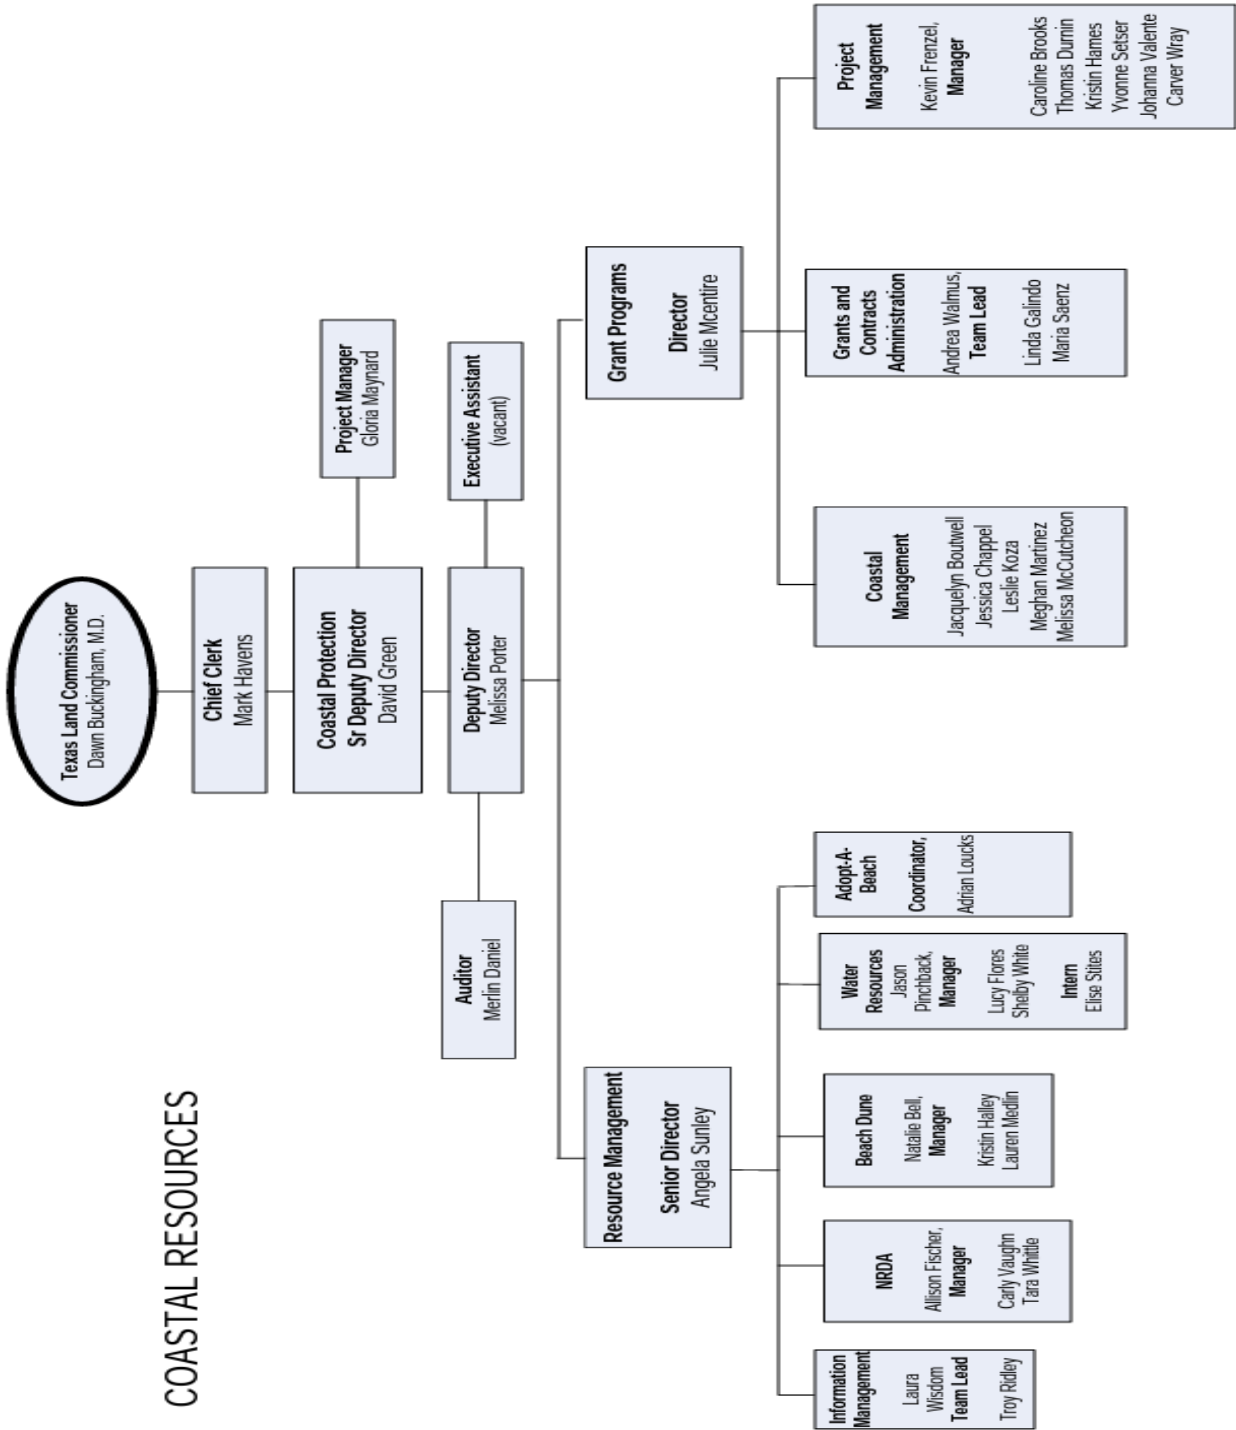 COASTAL RESOURCES
Texas Land Commissioner
Dawn Buckingham, M.D.
Chief Clerk
Mark Havens
Coastal Protection
Sr Deputy Director
David Green
Project Manager
Gloria Maynard
Deputy Director
Melissa Porter
Executive Assistant
(vacant)
Auditor
Merlin Daniel
Resource Management
Senior Director
Angela Sunley
Grant Programs
Director
Julie Mcentire
Information
Management
Laura
Wisdom
Team Lead
Troy Ridley
NRDA
Allison Fischer,
Manager
Carly Vaughn
Tara Whittle
Beach Dune
Natalie Bell,
Manager
Kristin Halley
Lauren Medlin
Water
Resources
Jason
Pinchback,
Manager
Lucy Flores
Shelby White
Intern
Elise Stites
Adopt-A-
Beach
Coordinator,
Adrian Loucks
Coastal
Management
Jacquelyn Boutwell
Jessica Chappel
Leslie Koza
Meghan Martinez
Melissa McCutcheon
Grants and
Contracts
Administration
Andrea Walmus,
Team Lead
Linda Galindo
Maria Saenz
Project
Management
Kevin Frenzel,
Manager
Caroline Brooks
Thomas Durnin
Kristin Hames
Yvonne Setser
Johanna Valente
Carver Wray